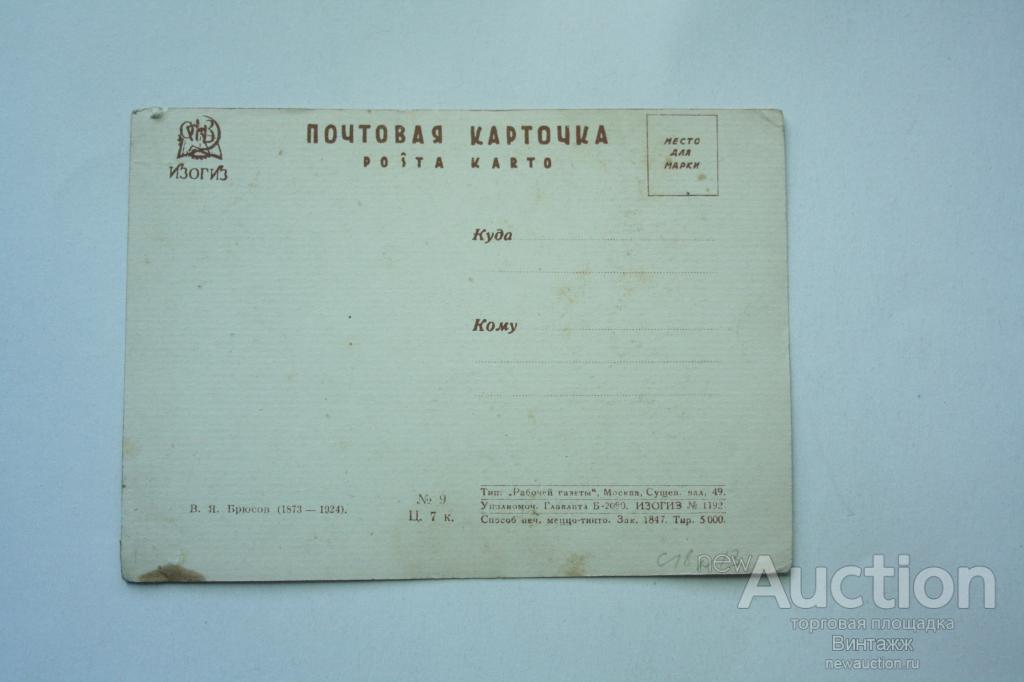 ИЗОГИЗ
ПОЧТОВАЯ КАРТОЧКА
POŜTA KARTO
МЕСТО
ДЛЯ
МАРКИ
Куда
Кому
В. Я. Брюсов (1873 — 1924).
№ 9
Ц. 7 к.
Тип. „Рабочей газеты“, Москва, Сущев. вал, 49.
Уполномоч. Главлита Б-2090. ИЗОГИЗ № 1192
Способ печ. меццо-тинто. Зак. 1847. Тир. 5000.
new Auction
торговая площадка
Винтажж
newauction.ru